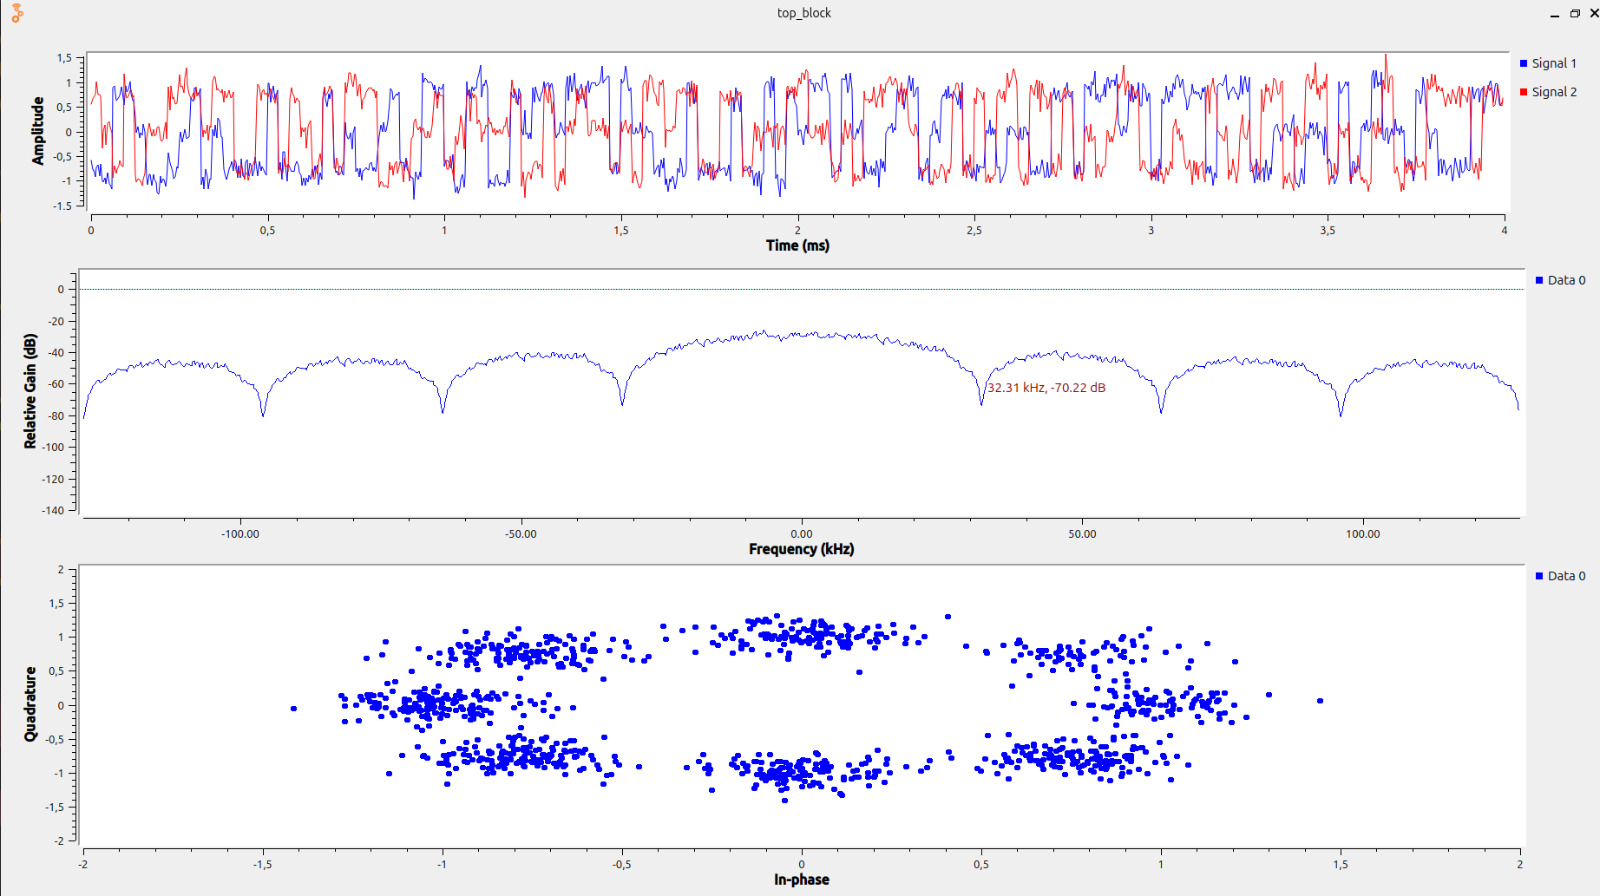 top_block
1,5
1
0,5
0
-0,5
-1
-1.5
Amplitude
Signal 1
Signal 2
0 0,5 1 1,5 2 2,5 3 3,5 4
Time (ms)
0
-20
-40
-60
-80
-100
-120
-140
Relative Gain (dB)
Data 0
32.31 kHz, -70.22 dB
-100.00 -50.00 0.00 50.00 100.00
Frequency (kHz)
2
1,5
1
0,5
0
-0,5
-1
-1,5
-2
Quadrature
Data 0
-2 -1,5 -1 -0,5 0 0,5 1 1,5 2
In-phase